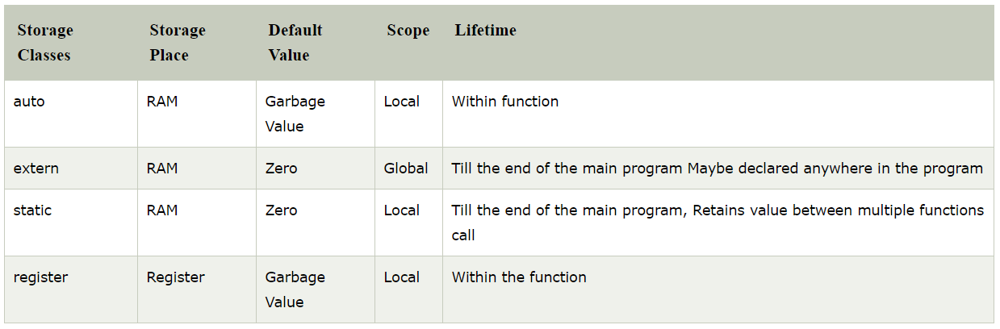 Storage Classes Storage Place Default Value Scope Lifetime
auto RAM Garbage Value Local Within function
extern RAM Zero Global Till the end of the main program Maybe declared anywhere in the program
static RAM Zero Local Till the end of the main program, Retains value between multiple functions call
register Register Garbage Value Local Within the function